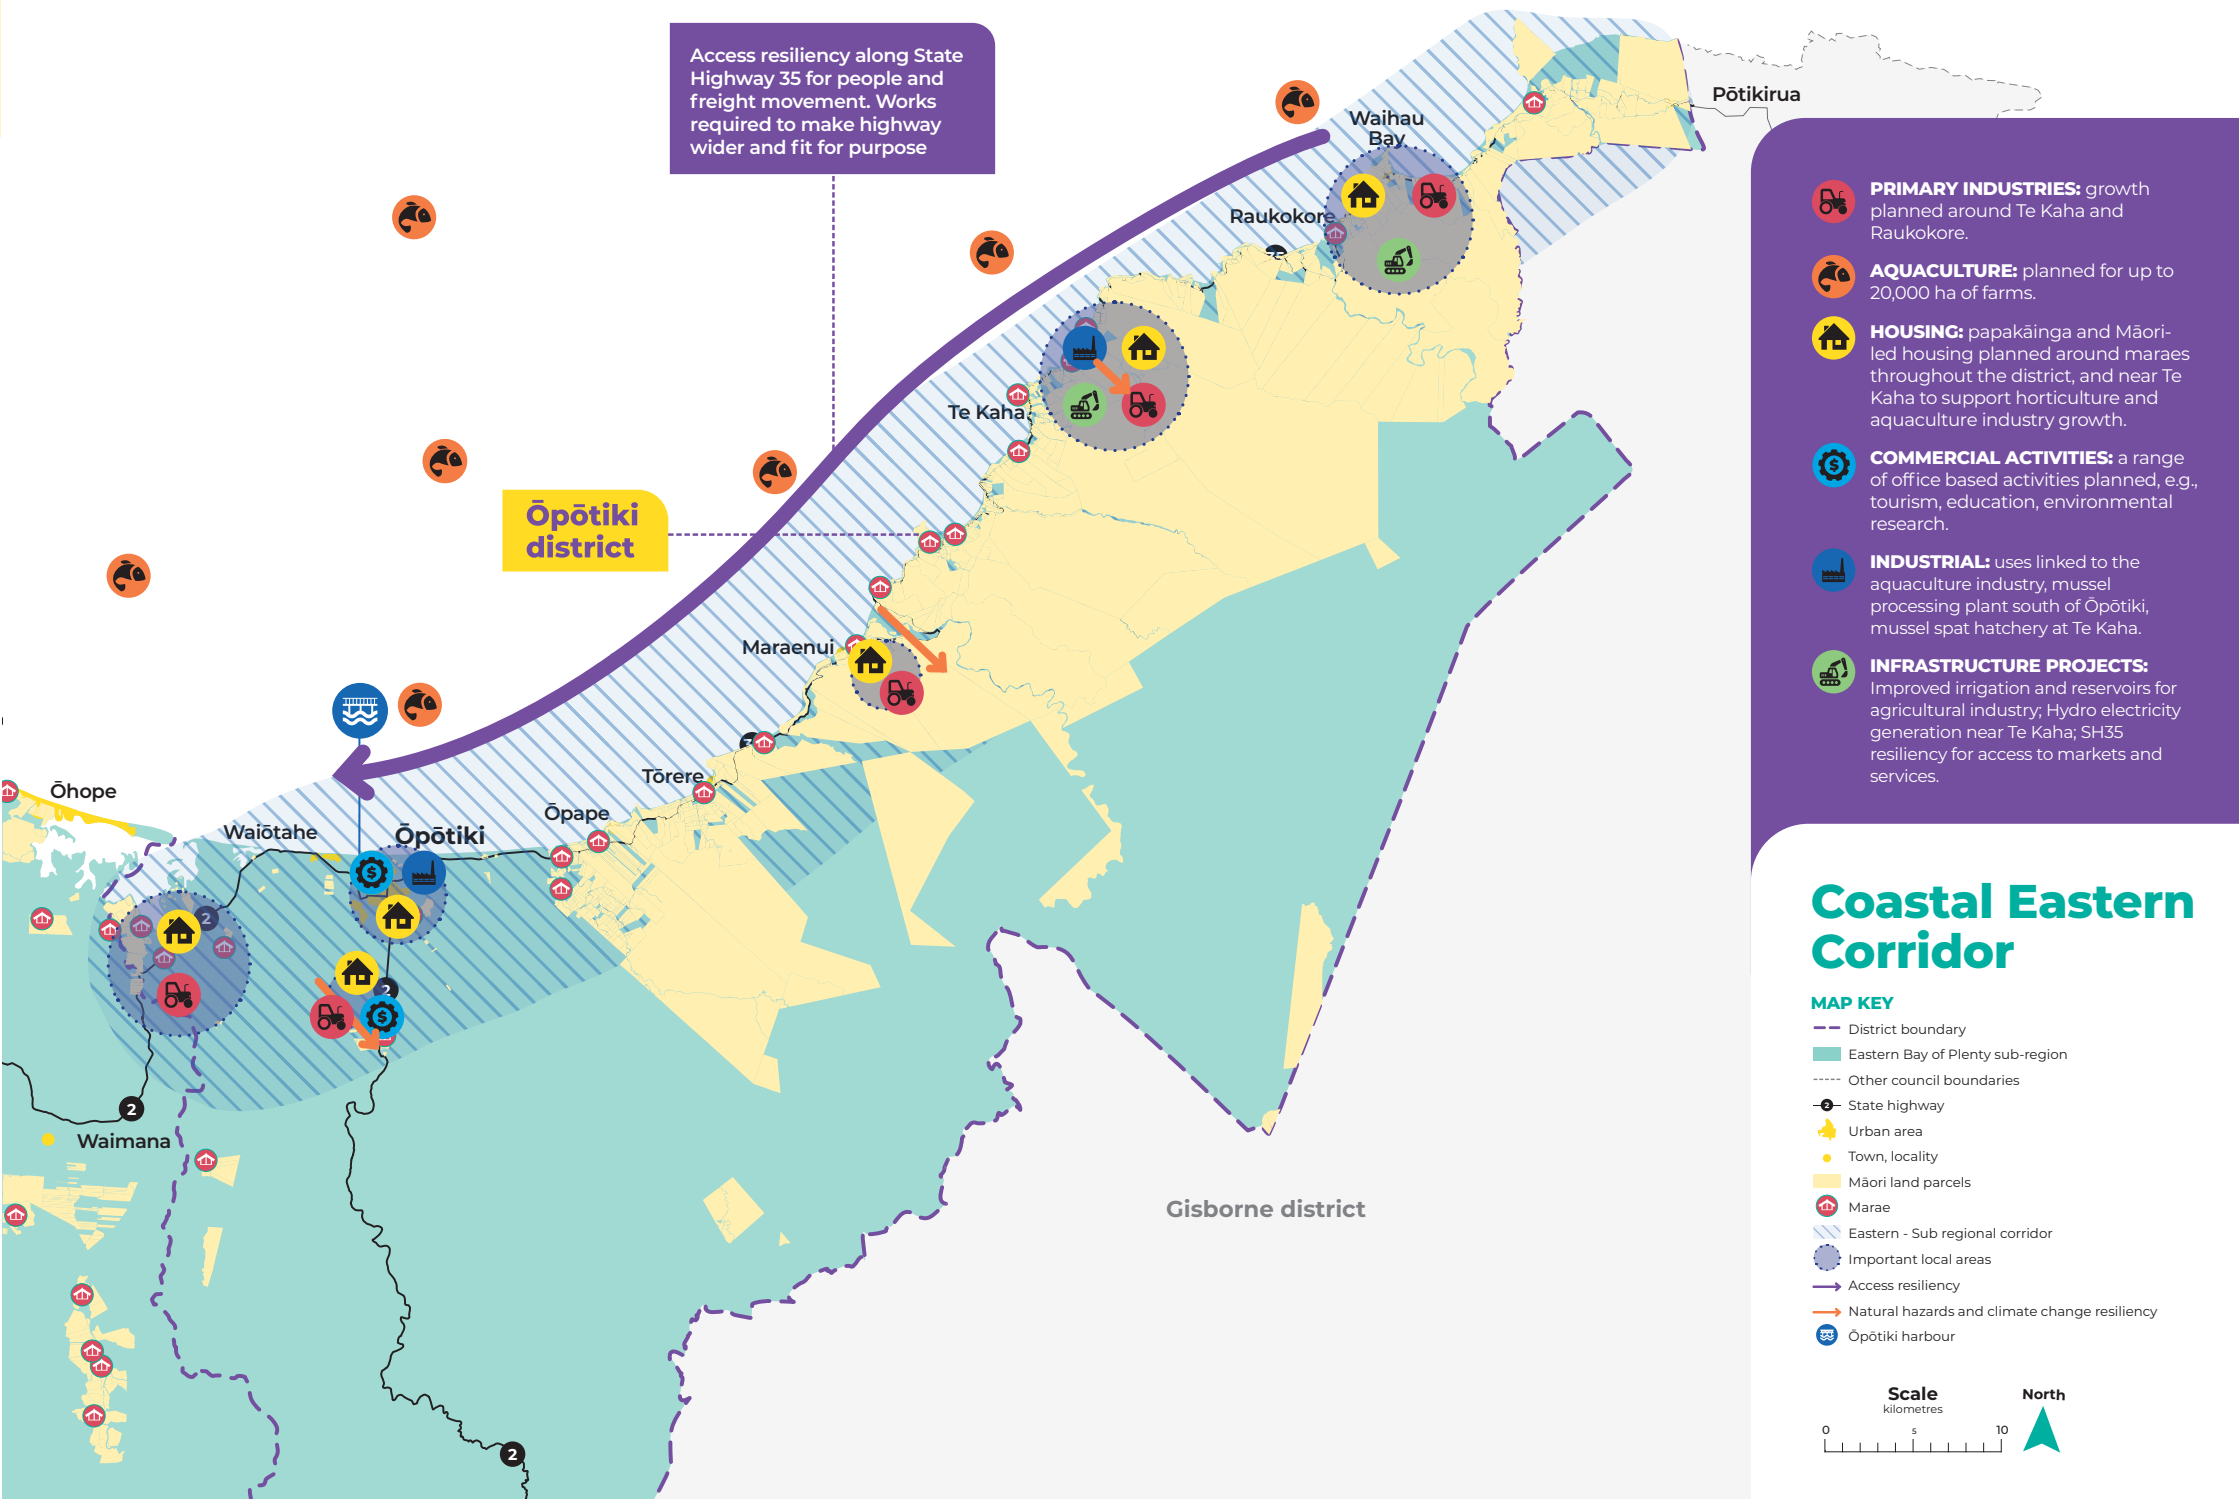 Access resiliency along State
Highway 35 for people and
freight movement. Works
required to make highway
wider and fit for purpose
Pōtikirua
Waihau
Bay
Raukokore
Te Kaha
Ōpōtiki
district
Maraenui
Tōrere
Ōpape
Ōhope
Waiōtahe
Ōpōtiki
2
2
2
Waimana
2
Gisborne district
PRIMARY INDUSTRIES: growth
planned around Te Kaha and
Raukokore.
AQUACULTURE: planned for up to
20,000 ha of farms.
HOUSING: papakāinga and Māori-
led housing planned around maraes
throughout the district, and near Te
Kaha to support horticulture and
aquaculture industry growth.
COMMERCIAL ACTIVITIES: a range
of office based activities planned, e.g.,
tourism, education, environmental
research.
INDUSTRIAL: uses linked to the
aquaculture industry, mussel
processing plant south of Ōpōtiki,
mussel spat hatchery at Te Kaha.
INFRASTRUCTURE PROJECTS:
Improved irrigation and reservoirs for
agricultural industry; Hydro electricity
generation near Te Kaha; SH35
resiliency for access to markets and
services.
Coastal Eastern
Corridor
MAP KEY
District boundary
Eastern Bay of Plenty sub-region
Other council boundaries
2 State highway
Urban area
Town, locality
Māori land parcels
Marae
Eastern - Sub regional corridor
Important local areas
Access resiliency
Natural hazards and climate change resiliency
Ōpōtiki harbour
Scale
kilometres
0 5 10
North